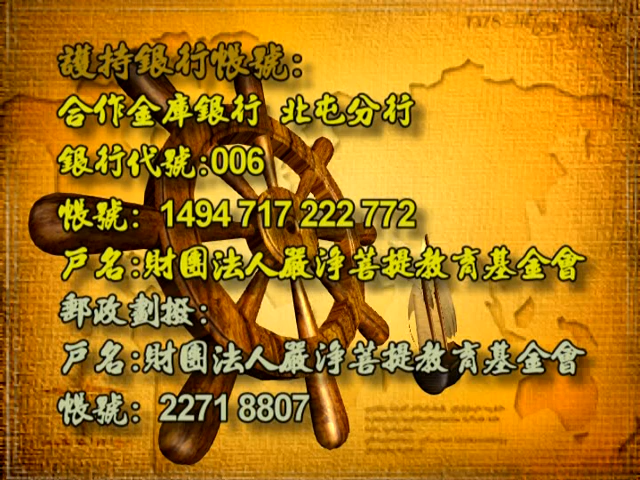 護持銀行帳號:
合作金庫銀行 北屯分行
銀行代號:006
帳號: 1494 717 222 772
戶名:財團法人嚴淨菩提教育基金會
郵政劃撥:
戶名:財團法人嚴淨菩提教育基金會
帳號: 2271 8807